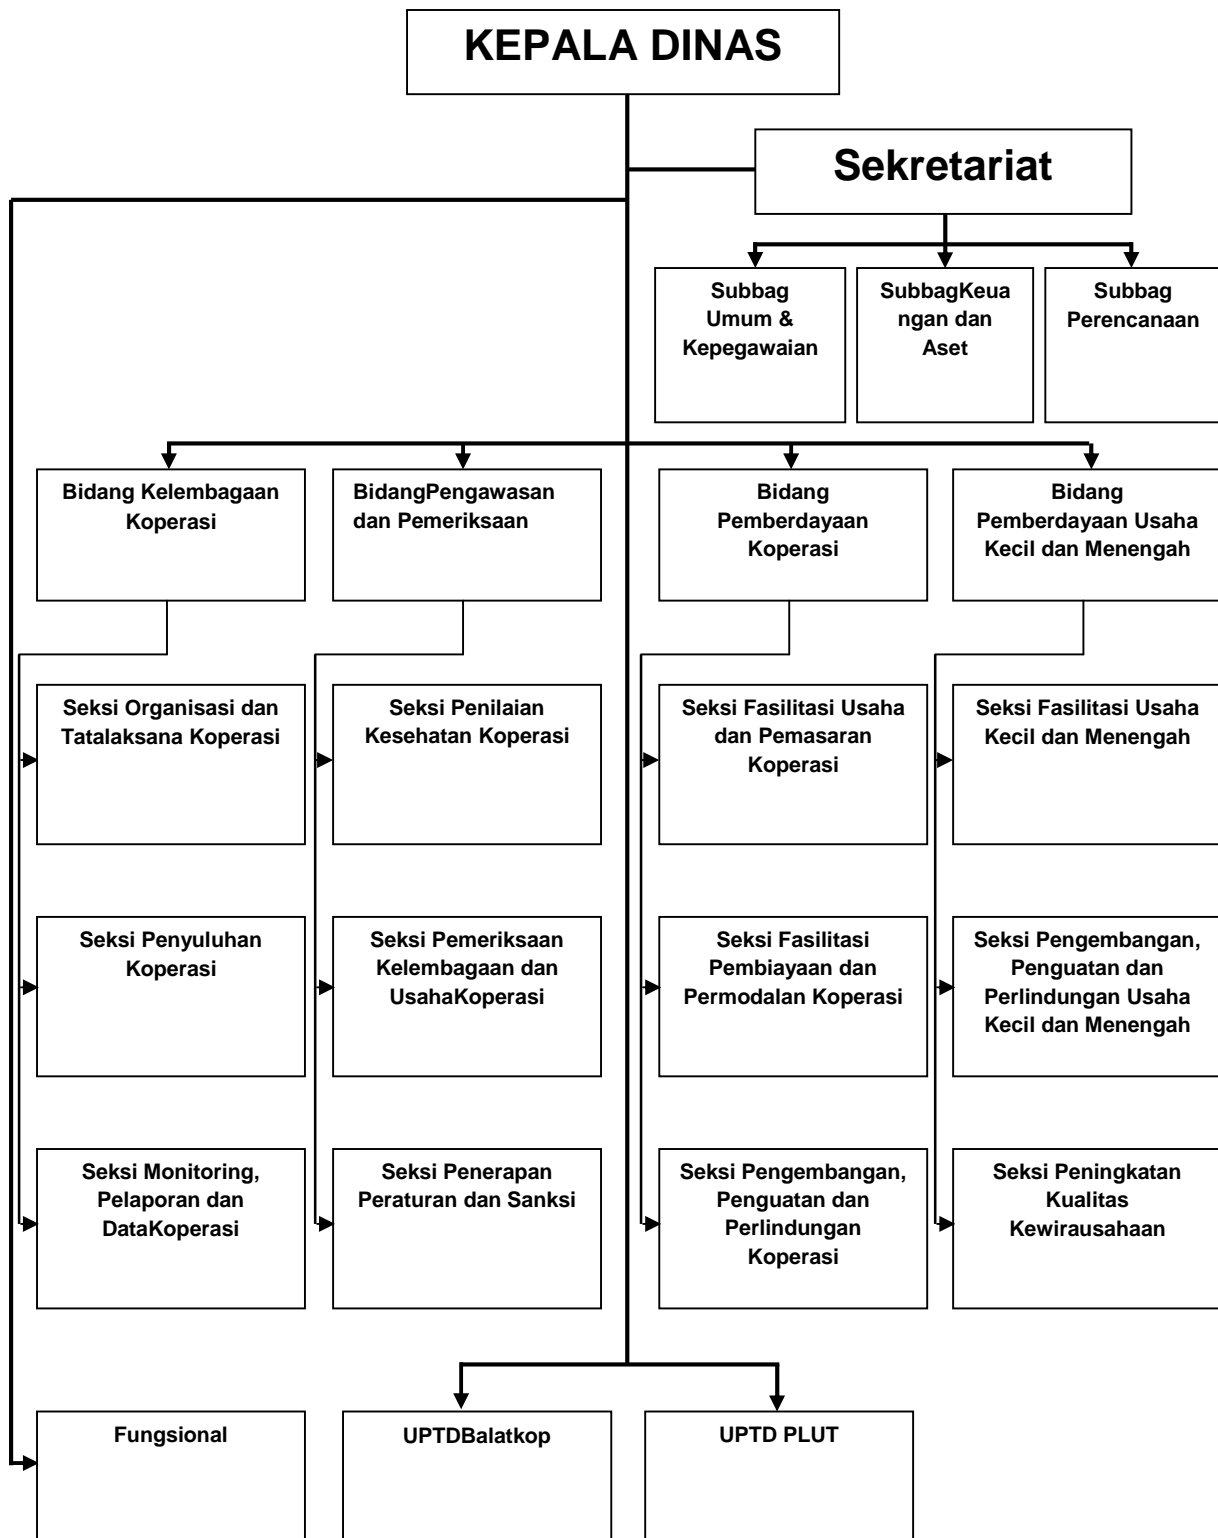 KEPALA DINAS
Sekretariat
Subbag
Umum &
Kepegawaian
SubbagKeua
ngan dan
Aset
Subbag
Perencanaan
Bidang Kelembagaan
Koperasi
BidangPengawasan
dan Pemeriksaan
Bidang
Pemberdayaan
Koperasi
Bidang
Pemberdayaan Usaha
Kecil dan Menengah
Seksi Organisasi dan
Tatalaksana Koperasi
Seksi Penilaian
Kesehatan Koperasi
Seksi Fasilitasi Usaha
dan Pemasaran
Koperasi
Seksi Fasilitasi Usaha
Kecil dan Menengah
Seksi Penyuluhan
Koperasi
Seksi Pemeriksaan
Kelembagaan dan
UsahaKoperasi
Seksi Fasilitasi
Pembiayaan dan
Permodalan Koperasi
Seksi Pengembangan,
Penguatan dan
Perlindungan Usaha
Kecil dan Menengah
Seksi Monitoring,
Pelaporan dan
DataKoperasi
Seksi Penerapan
Peraturan dan Sanksi
Seksi Pengembangan,
Penguatan dan
Perlindungan
Koperasi
Seksi Peningkatan
Kualitas
Kewirausahaan
Fungsional
UPTDBalatkop
UPTD PLUT